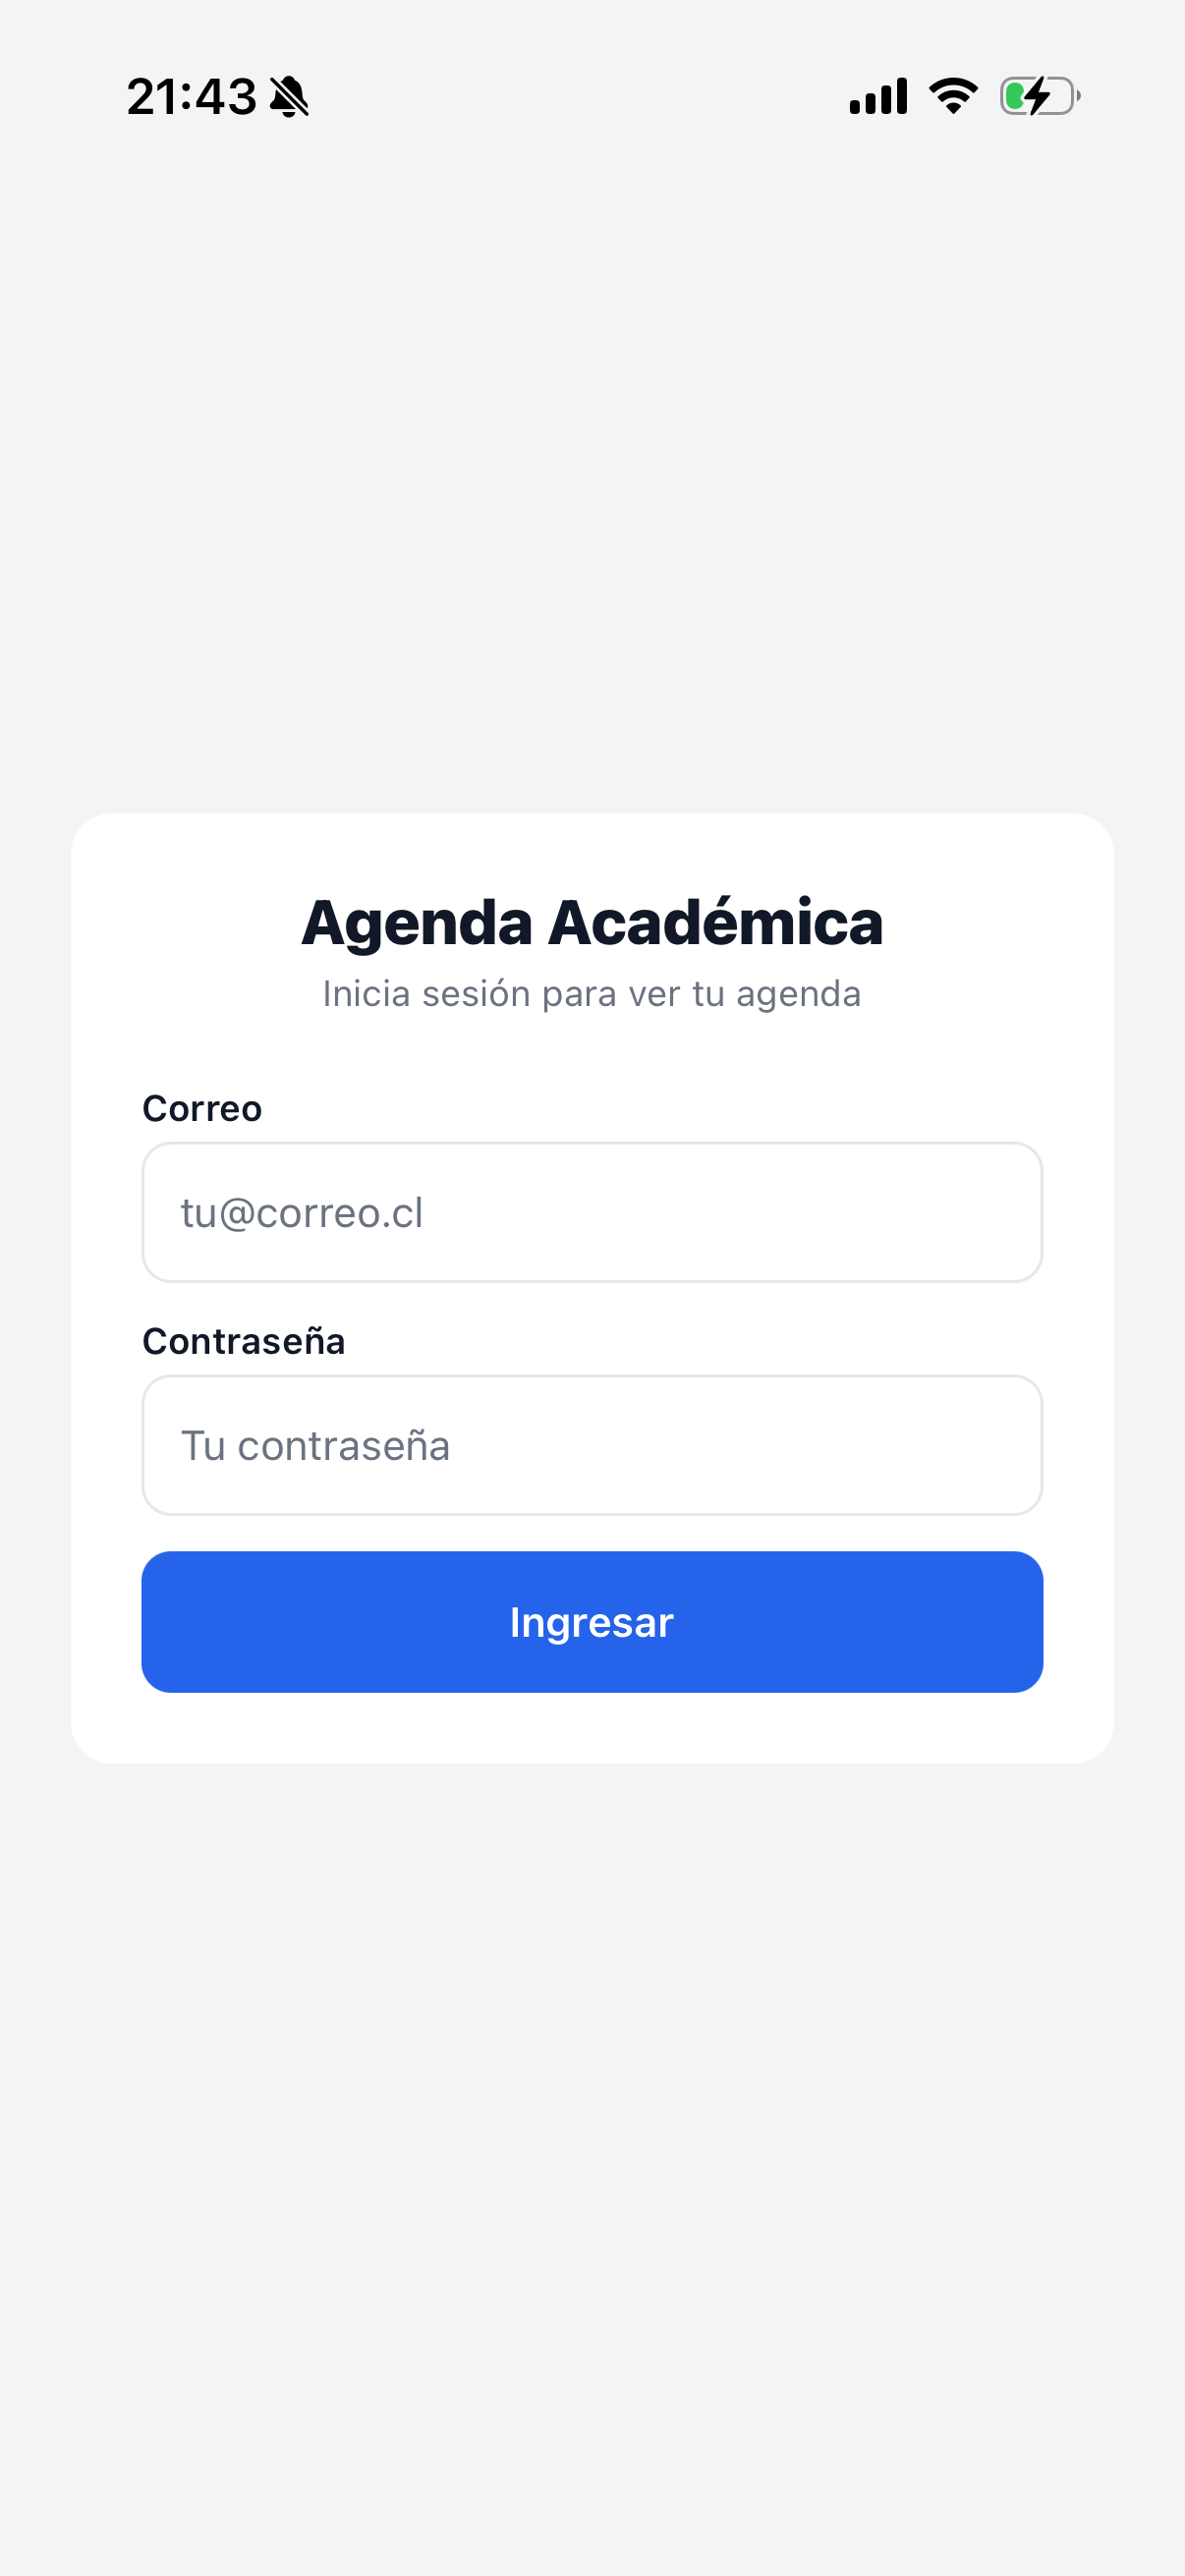 21:43
Agenda Académica
Inicia sesión para ver tu agenda
Correo
tu@correo.cl
Contraseña
Tu contraseña
Ingresar